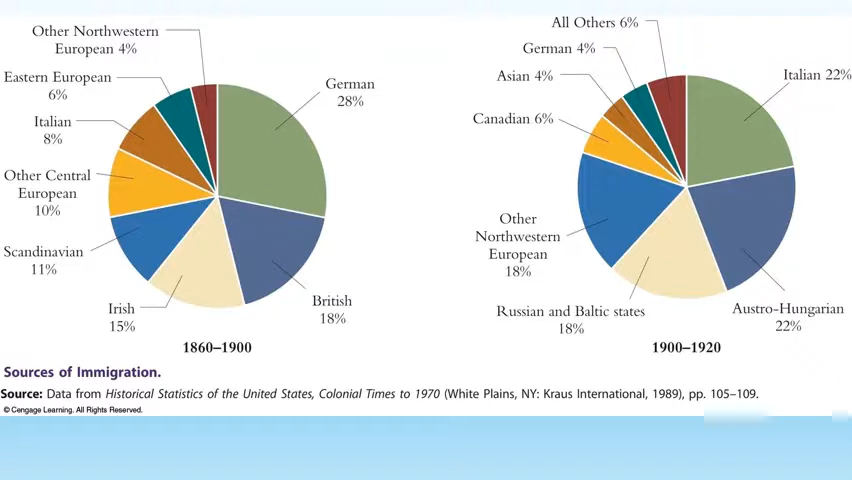 Other Northwestern
European 4%
Eastern European
6%
Italian
8%
Other Central
European
10%
Scandinavian
11%
Irish
15%
British
18%
German
28%
1860–1900
All Others 6%
German 4%
Asian 4%
Canadian 6%
Other
Northwestern
European
18%
Russian and Baltic states
18%
Austro-Hungarian
22%
Italian 22%
1900–1920
Sources of Immigration.
Source: Data from Historical Statistics of the United States, Colonial Times to 1970 (White Plains, NY: Kraus International, 1989), pp. 105–109.
© Cengage Learning. All Rights Reserved.